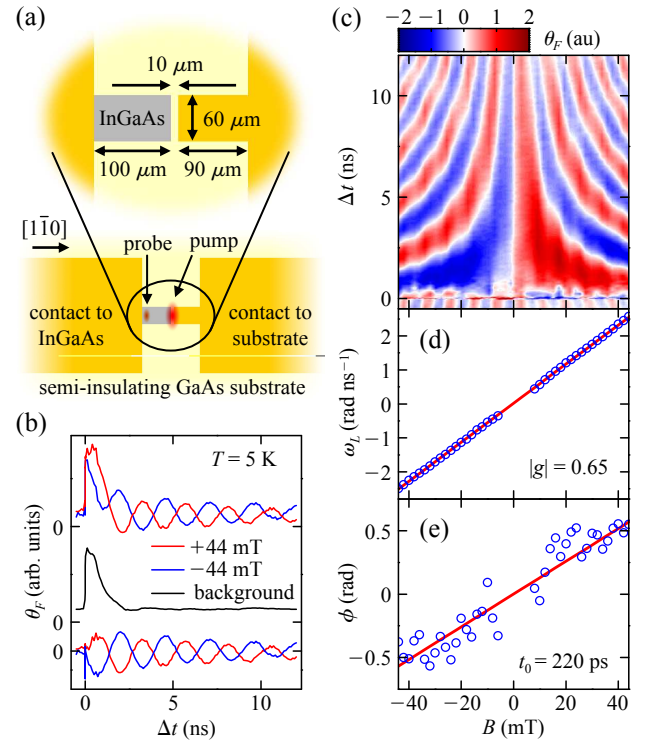 (a)
10 μm
InGaAs
60 μm
100 μm
90 μm
[11̄0]
probe
pump
contact to
InGaAs
contact to
substrate
semi-insulating GaAs substrate
(b)
T = 5 K
0
+44 mT
−44 mT
background
0
0
θF (arb. units)
0
5
10
Δt (ns)
(c)
−2 −1 0 1 2
θF (au)
10
5
0
Δt (ns)
(d)
2
1
0
−1
−2
ωL (rad ns⁻¹)
|g| = 0.65
(e)
0.5
0
−0.5
ϕ (rad)
t₀ = 220 ps
−40 −20 0 20 40
B (mT)